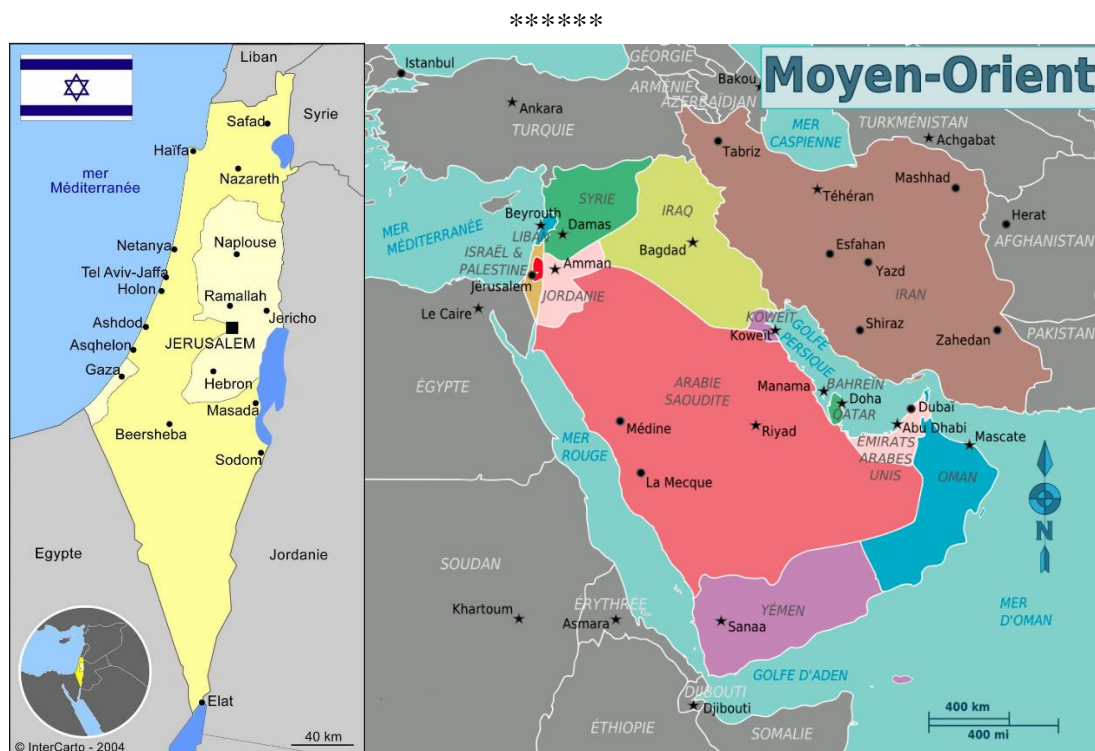 ******
Liban
Safad
Syrie
Haïfa
mer
Méditerranée
Nazareth
Netanya
Naplouse
Tel Aviv-Jaffa
Holon
Ramallah
Jericho
Ashdod
JERUSALEM
Asqhelon
Gaza
Hebron
Masada
Beersheba
Sodom
Egypte
Jordanie
Elat
40 km
© InterCarto - 2004
Moyen-Orient
Istanbul
GÉORGIE
Bakou
ARMÉNIE
AZERBAÏDJAN
Ankara
TURQUIE
MER
CASPIENNE
TURKMÉNISTAN
Achgabat
Tabriz
Téhéran
Mashhad
Herat
AFGHANISTAN
SYRIE
IRAQ
Beyrouth
Damas
LIBAN
MER
MÉDITERRANÉE
Bagdad
Esfahan
Yazd
IRAN
ISRAËL &
PALESTINE
Amman
Jérusalem
JORDANIE
Le Caire
KOWEÏT
Koweït
GOLFE
PERSIQUE
Shiraz
Zahedan
PAKISTAN
ÉGYPTE
ARABIE
SAOUDITE
Manama
BAHREIN
Doha
QATAR
Dubaï
Abu Dhabi
ÉMIRATS
ARABES
UNIS
Mascate
Médine
Riyad
MER
ROUGE
La Mecque
OMAN
N
SOUDAN
Khartoum
ÉRYTHRÉE
Asmara
YÉMEN
Sanaa
MER
D'OMAN
GOLFE D'ADEN
DJIBOUTI
Djibouti
ÉTHIOPIE
SOMALIE
400 km
400 mi